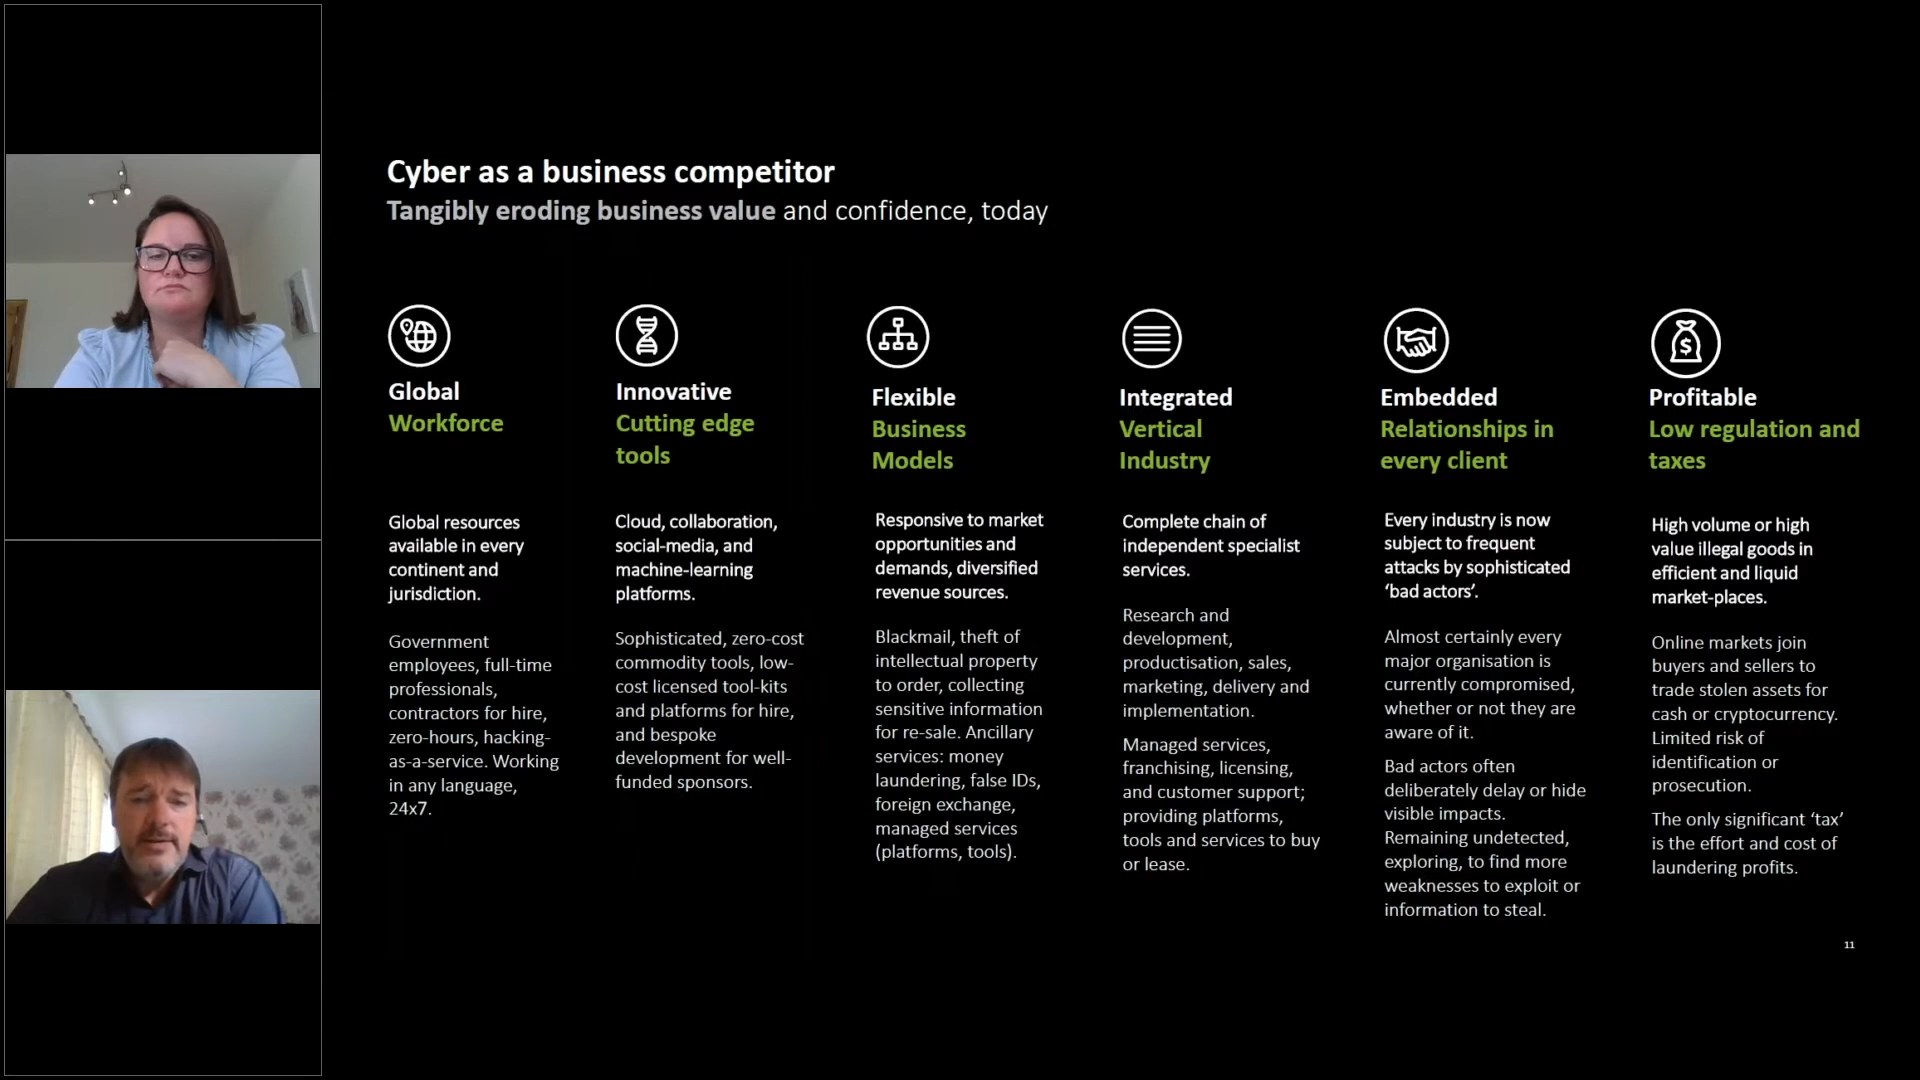 Cyber as a business competitor
Tangibly eroding business value and confidence, today
Global
Workforce
Global resources
available in every
continent and
jurisdiction.
Government
employees, full-time
professionals,
contractors for hire,
zero-hours, hacking-
as-a-service. Working
in any language,
24x7.
Innovative
Cutting edge
tools
Cloud, collaboration,
social-media, and
machine-learning
platforms.
Sophisticated, zero-cost
commodity tools, low-
cost licensed tool-kits
and platforms for hire,
and bespoke
development for well-
funded sponsors.
Flexible
Business
Models
Responsive to market
opportunities and
demands, diversified
revenue sources.
Blackmail, theft of
intellectual property
to order, collecting
sensitive information
for re-sale. Ancillary
services: money
laundering, false IDs,
foreign exchange,
managed services
(platforms, tools).
Integrated
Vertical
Industry
Complete chain of
independent specialist
services.
Research and
development,
productisation, sales,
marketing, delivery and
implementation.
Managed services,
franchising, licensing,
and customer support;
providing platforms,
tools and services to buy
or lease.
Embedded
Relationships in
every client
Every industry is now
subject to frequent
attacks by sophisticated
‘bad actors’.
Almost certainly every
major organisation is
currently compromised,
whether or not they are
aware of it.
Bad actors often
deliberately delay or hide
visible impacts.
Remaining undetected,
exploring, to find more
weaknesses to exploit or
information to steal.
$
Profitable
Low regulation and
taxes
High volume or high
value illegal goods in
efficient and liquid
market-places.
Online markets join
buyers and sellers to
trade stolen assets for
cash or cryptocurrency.
Limited risk of
identification or
prosecution.
The only significant ‘tax’
is the effort and cost of
laundering profits.
11